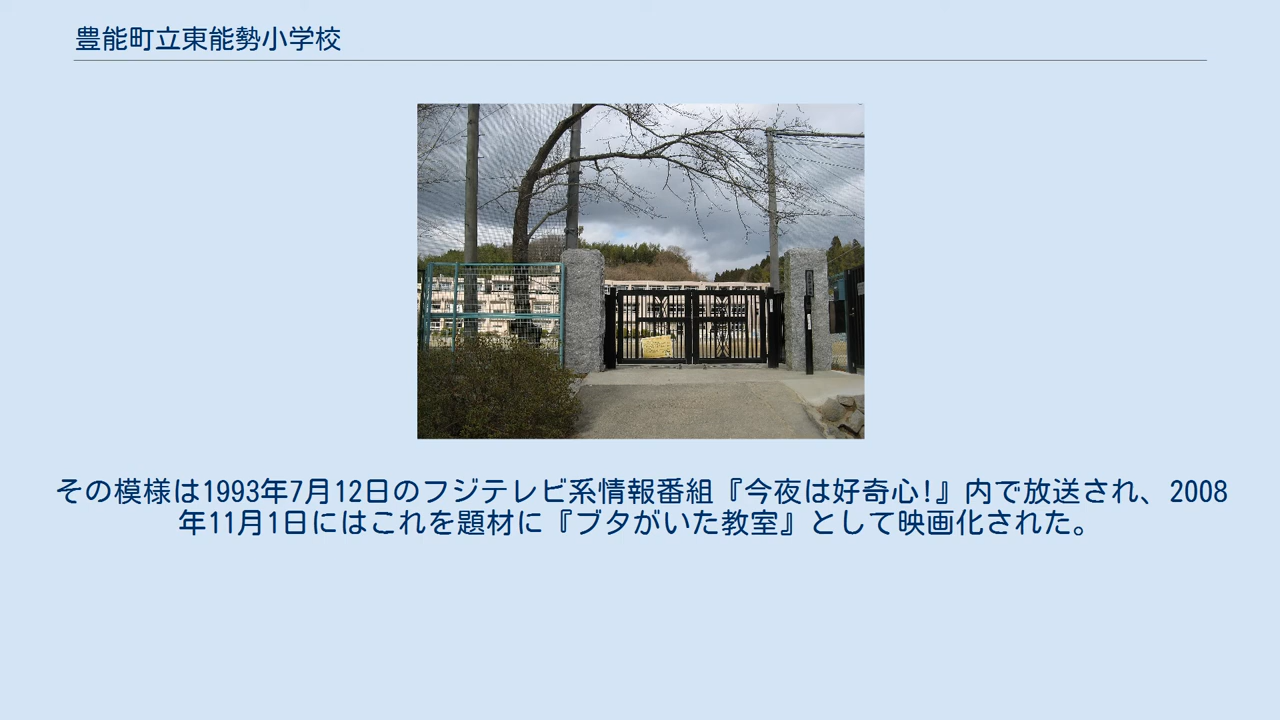 豊能町立東能勢小学校
その模様は1993年7月12日のフジテレビ系情報番組『今夜は好奇心!』内で放送され、2008
年11月1日にはこれを題材に『ブタがいた教室』として映画化された。